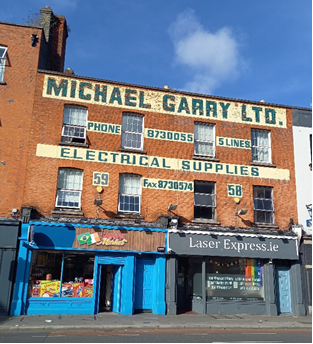 MICHAEL GARRY LTD.
PHONE 8730055 5 LINES
ELECTRICAL SUPPLIES
59 58
FAX 8730574
Market
Laser Express.ie